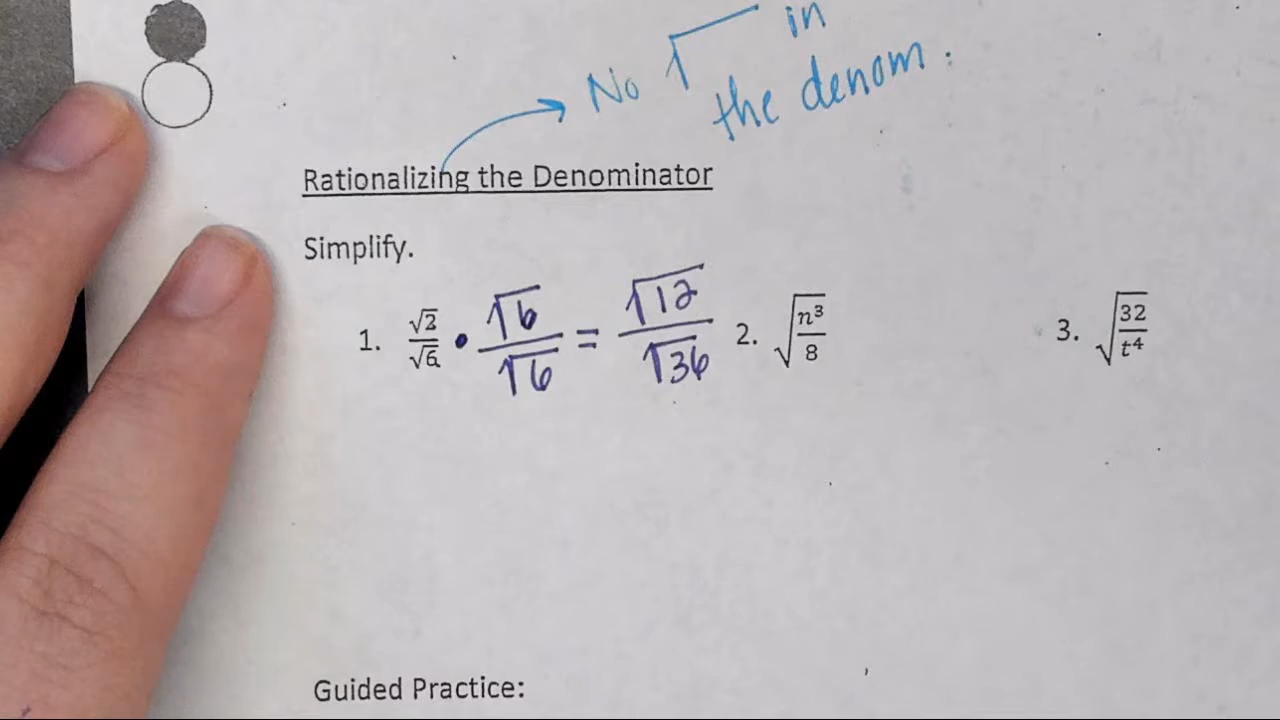 No √ in
the denom.
Rationalizing the Denominator
Simplify.
1. √2/√6 • √6/√6 = √12/√36
2. √(n³/8)
3. √(32/t⁴)
Guided Practice: